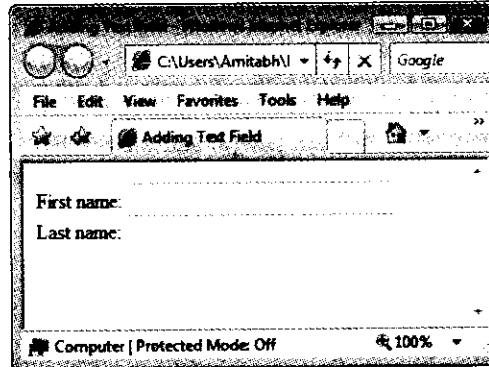 C:\Users\Amitabh\I
Google
File Edit View Favorites Tools Help
Adding Text Field
First name:
Last name:
Computer | Protected Mode: Off
100%